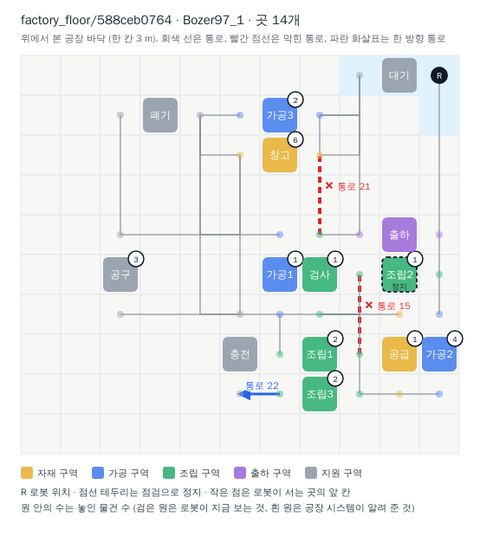 factory_floor/588ceb0764 · Bozer97_1 · 곳 14개
위에서 본 공장 바닥 (한 칸 3 m). 회색 선은 통로, 빨간 점선은 막힌 통로, 파란 화살표는 한 방향 통로
대기 R
폐기 가공3 2
창고 6
통로 21
출하
공구 3 가공1 1 검사 1 조립2 1
정지
통로 15
충전 조립1 2 공급 1 가공2 4
통로 22 조립3 2
자재 구역 가공 구역 조립 구역 출하 구역 지원 구역
R 로봇 위치 · 점선 테두리는 점검으로 정지 · 작은 점은 로봇이 서는 곳의 앞 칸
원 안의 수는 놓인 물건 수 (검은 원은 로봇이 지금 보는 것, 흰 원은 공장 시스템이 알려 준 것)